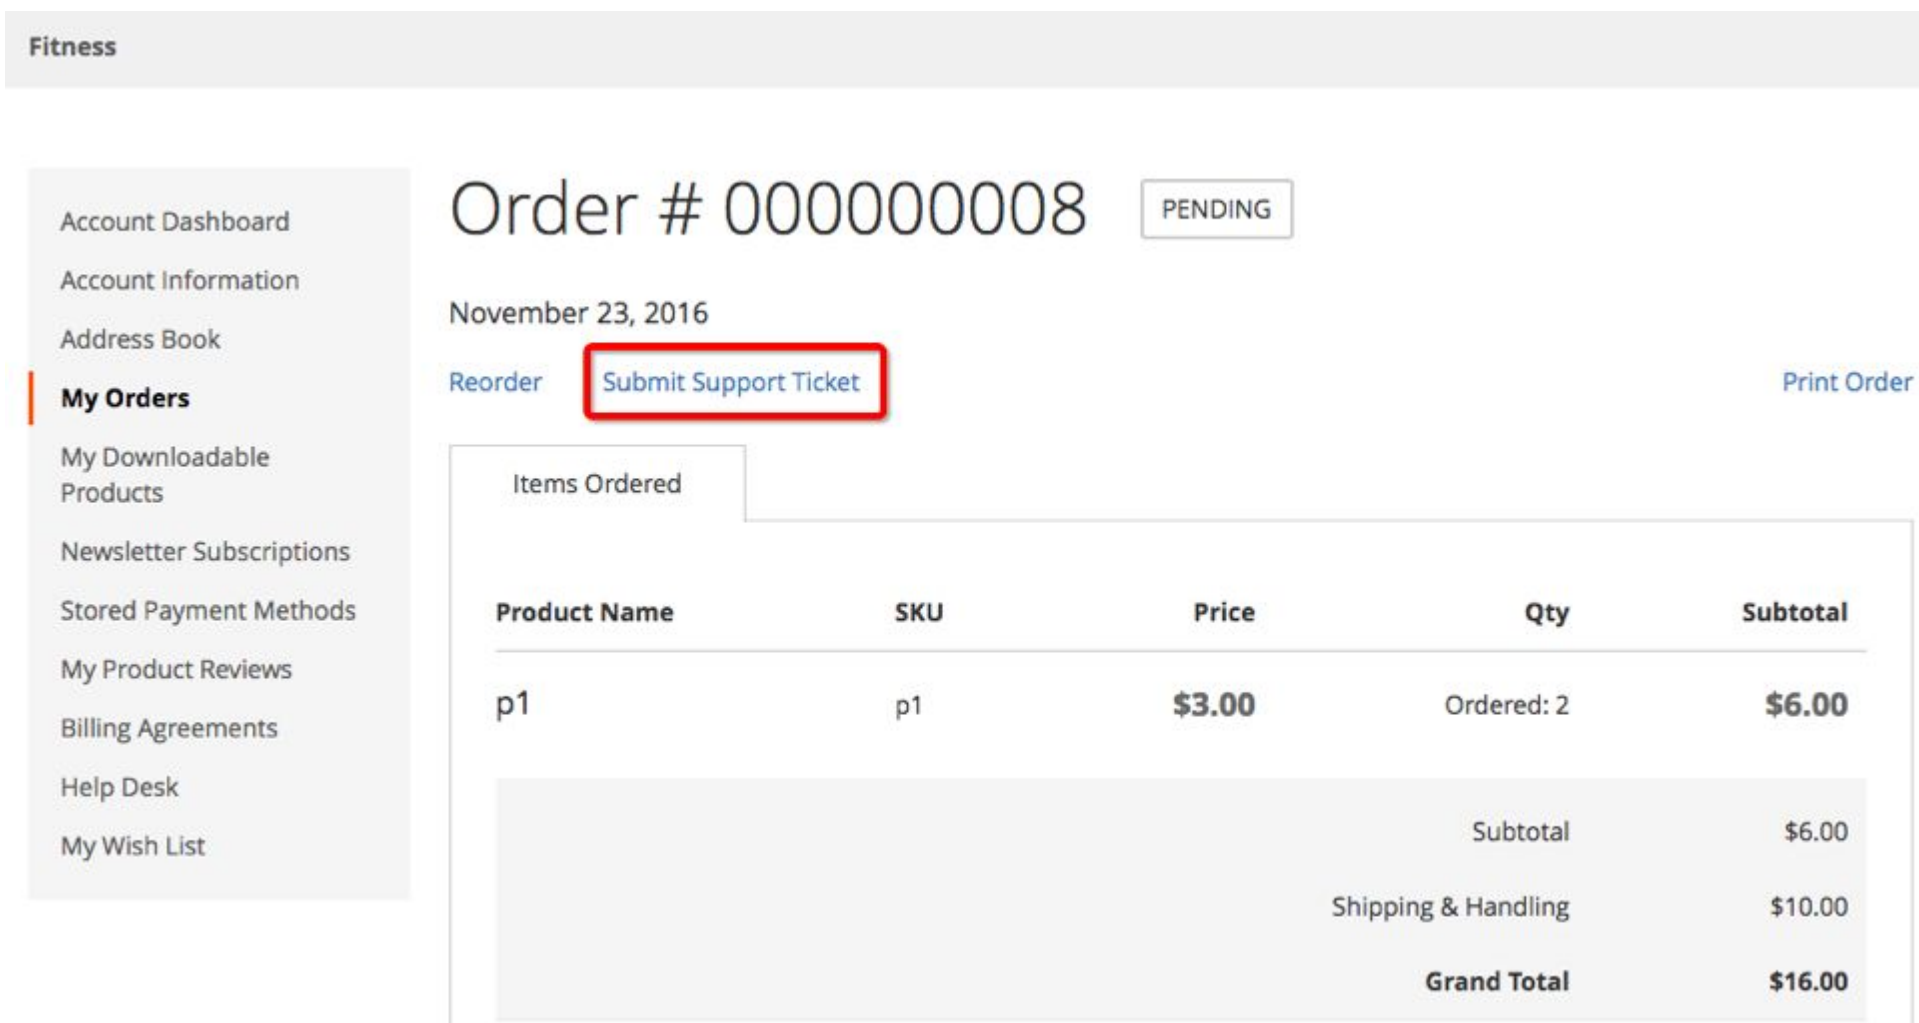 Fitness
Account Dashboard
Account Information
Address Book
My Orders
My Downloadable
Products
Newsletter Subscriptions
Stored Payment Methods
My Product Reviews
Billing Agreements
Help Desk
My Wish List
Order # 000000008 PENDING
November 23, 2016
Reorder Submit Support Ticket Print Order
Items Ordered
Product Name SKU Price Qty Subtotal
p1 p1 $3.00 Ordered: 2 $6.00
Subtotal $6.00
Shipping & Handling $10.00
Grand Total $16.00